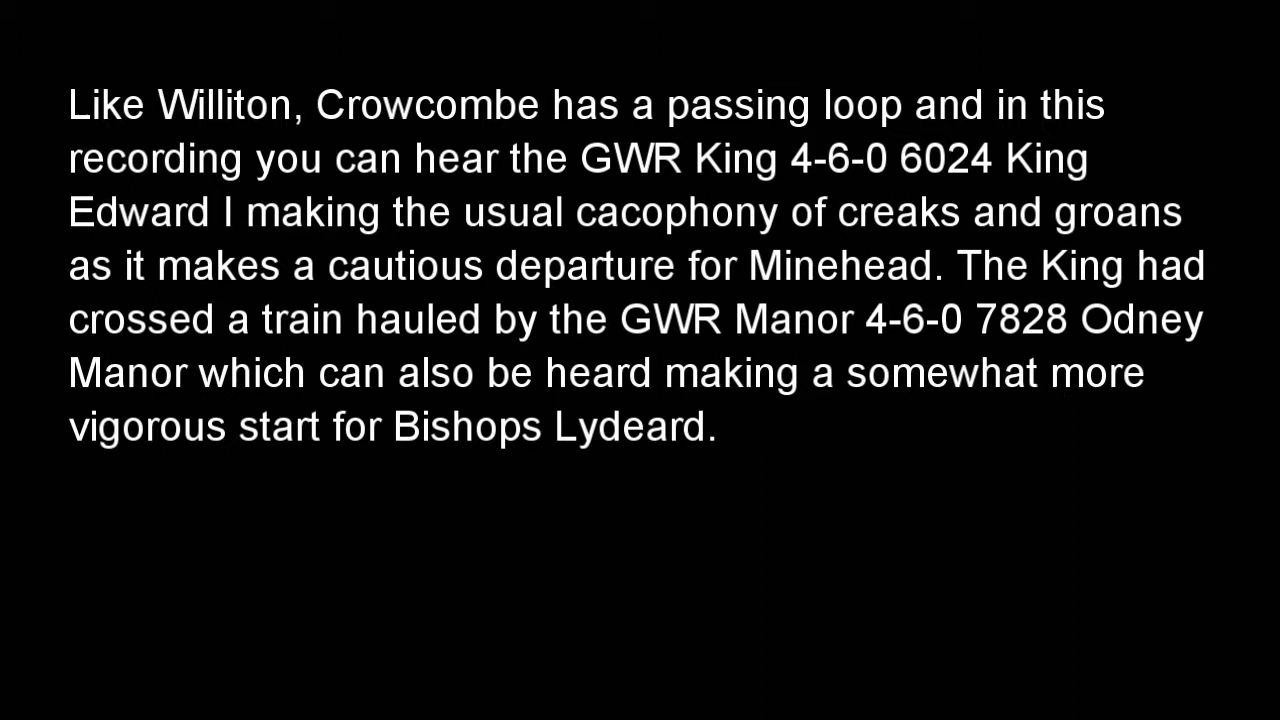 Like Williton, Crowcombe has a passing loop and in this
recording you can hear the GWR King 4-6-0 6024 King
Edward I making the usual cacophony of creaks and groans
as it makes a cautious departure for Minehead. The King had
crossed a train hauled by the GWR Manor 4-6-0 7828 Odney
Manor which can also be heard making a somewhat more
vigorous start for Bishops Lydeard.